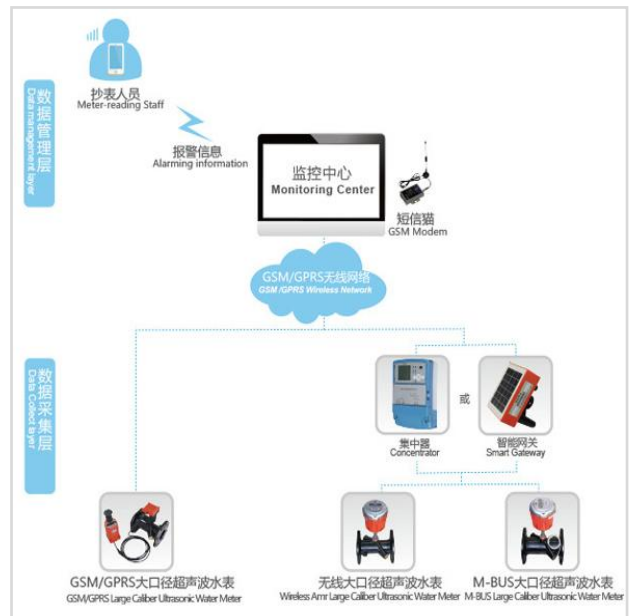 数据管理层
Data management layer
抄表人员
Meter-reading Staff
报警信息
Alarming information
监控中心
Monitoring Center
短信猫
GSM Modem
GSM/GPRS无线网络
GSM /GPRS Wireless Network
数据采集层
Data Collect layer
集中器
Concentrator
或
智能网关
Smart Gateway
GSM/GPRS大口径超声波水表
GSM/GPRS Large Caliber Ultrasonic Water Meter
无线大口径超声波水表
Wireless Amr Large Caliber Ultrasonic Water Meter
M-BUS大口径超声波水表
M-BUS Large Caliber Ultrasonic Water Meter